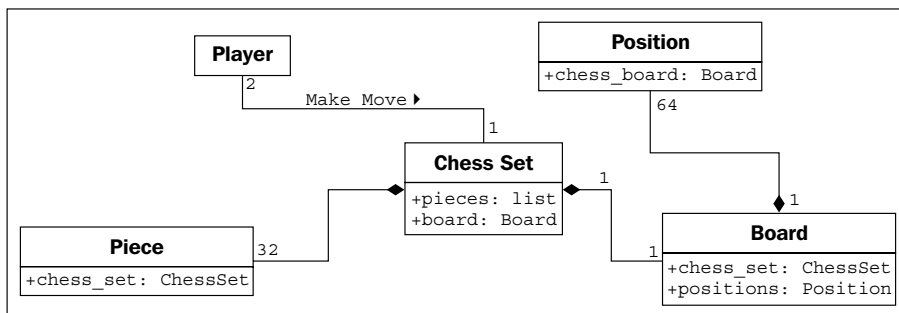 Player
2
Make Move
1
Position
+chess_board: Board
64
Chess Set
+pieces: list
+board: Board
1
1
1
Piece
+chess_set: ChessSet
32
Board
+chess_set: ChessSet
+positions: Position